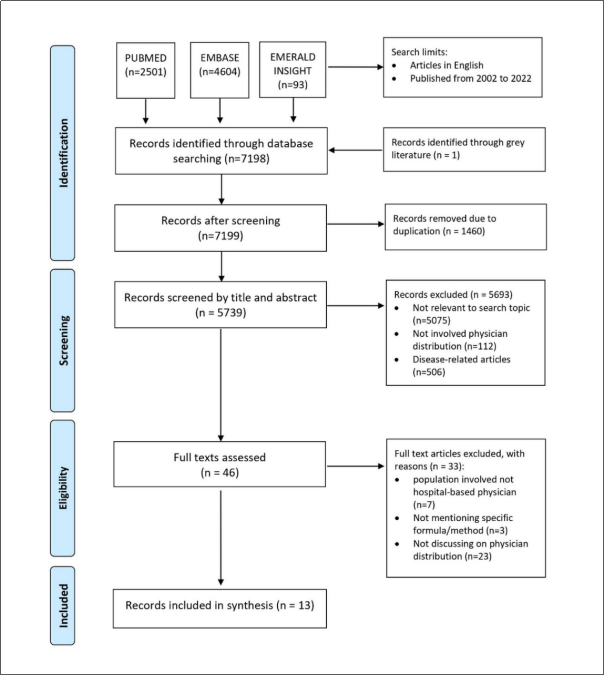 PUBMED
(n=2501)
EMBASE
(n=4604)
EMERALD
INSIGHT
(n=93)
Search limits:
• Articles in English
• Published from 2002 to 2022
Identification
Records identified through database
searching (n=7198)
Records identified through grey
literature (n = 1)
Records after screening
(n=7199)
Records removed due to
duplication (n = 1460)
Screening
Records screened by title and abstract
n = 5739)
Records excluded (n = 5693)
• Not relevant to search topic
(n=5075)
• Not involved physician
distribution (n=112)
• Disease-related articles
(n=506)
Eligibility
Full texts assessed
(n = 46)
Full text articles excluded, with
reasons (n = 33):
• population involved not
hospital-based physician
(n=7)
• Not mentioning specific
formula/method (n=3)
• Not discussing on physician
distribution (n=23)
Included
Records included in synthesis (n = 13)